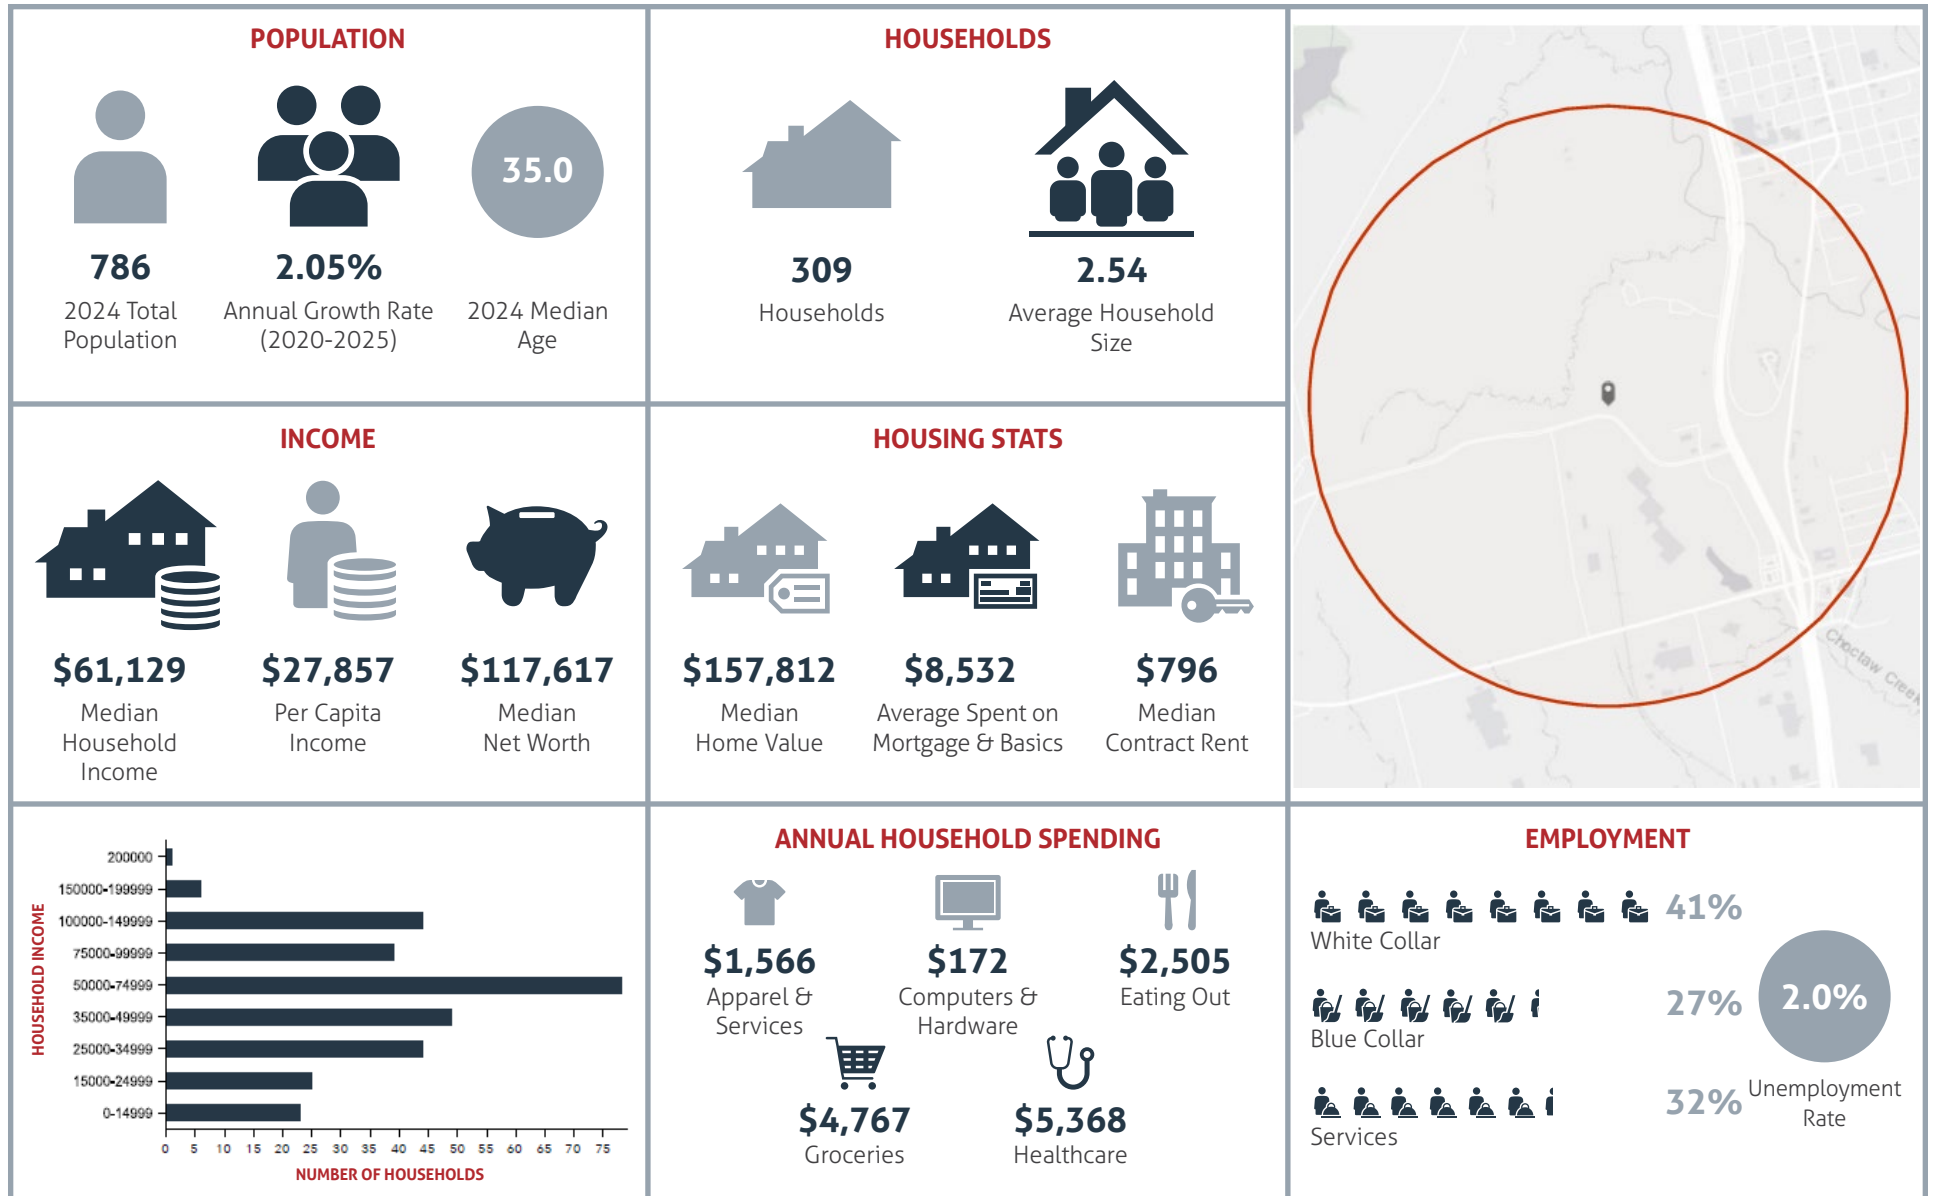 POPULATION
35.0
786
2024 Total
Population
2.05%
Annual Growth Rate
(2020-2025)
2024 Median
Age
HOUSEHOLDS
309
Households
2.54
Average Household
Size
INCOME
$61,129
Median
Household
Income
$27,857
Per Capita
Income
$117,617
Median
Net Worth
HOUSING STATS
$157,812
Median
Home Value
$8,532
Average Spent on
Mortgage & Basics
$796
Median
Contract Rent
Choctaw Creek
HOUSEHOLD INCOME
200000
150000-199999
100000-149999
75000-99999
50000-74999
35000-49999
25000-34999
15000-24999
0-14999
0 5 10 15 20 25 30 35 40 45 50 55 60 65 70 75
NUMBER OF HOUSEHOLDS
ANNUAL HOUSEHOLD SPENDING
$1,566
Apparel &
Services
$172
Computers &
Hardware
$2,505
Eating Out
$4,767
Groceries
$5,368
Healthcare
EMPLOYMENT
41%
White Collar
27%
Blue Collar
32%
Services
2.0%
Unemployment
Rate